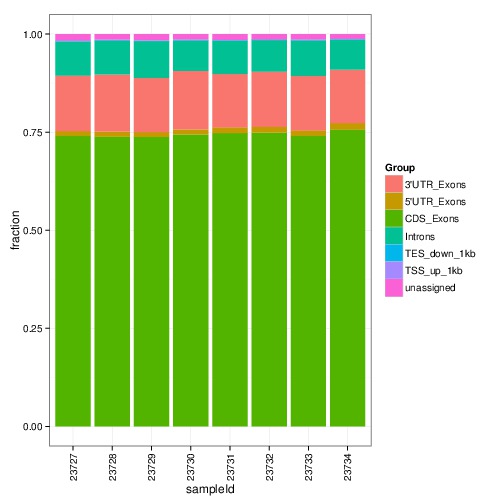 1.00
0.75
0.50
0.25
0.00
fraction
23727
23728
23729
23730
23731
23732
23733
23734
sampleId
Group
3'UTR_Exons
5'UTR_Exons
CDS_Exons
Introns
TES_down_1kb
TSS_up_1kb
unassigned